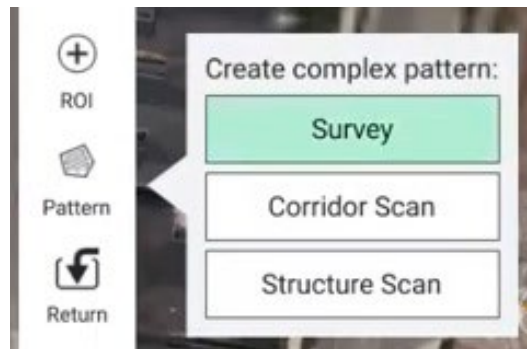 ROI
Pattern
Return
Create complex pattern:
Survey
Corridor Scan
Structure Scan